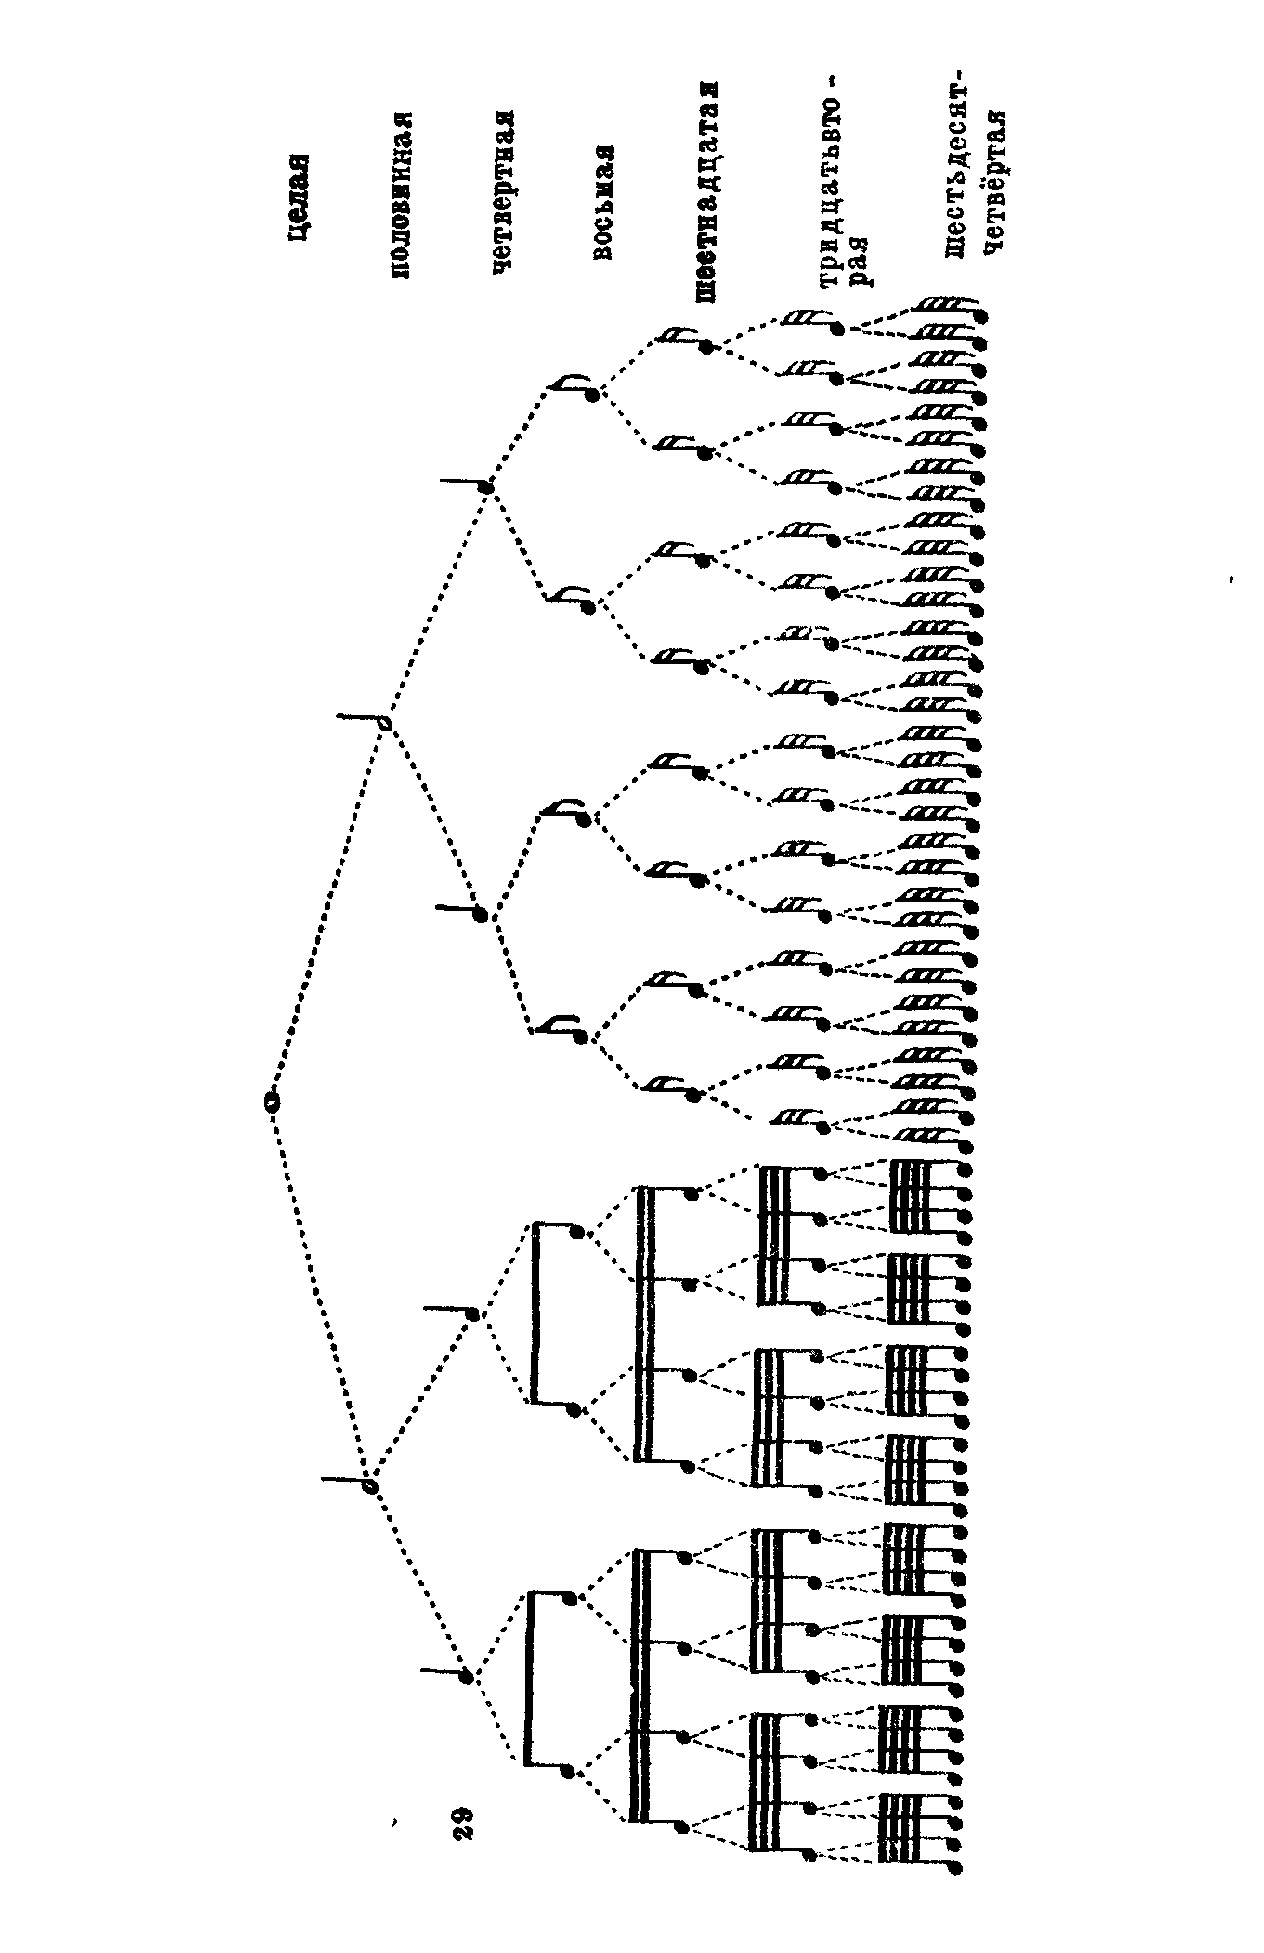 целая
половинная
четвертная
восьмая
шестнадцатая
тридцатьвто-
рая
шестьдесят-
четвёртая
29